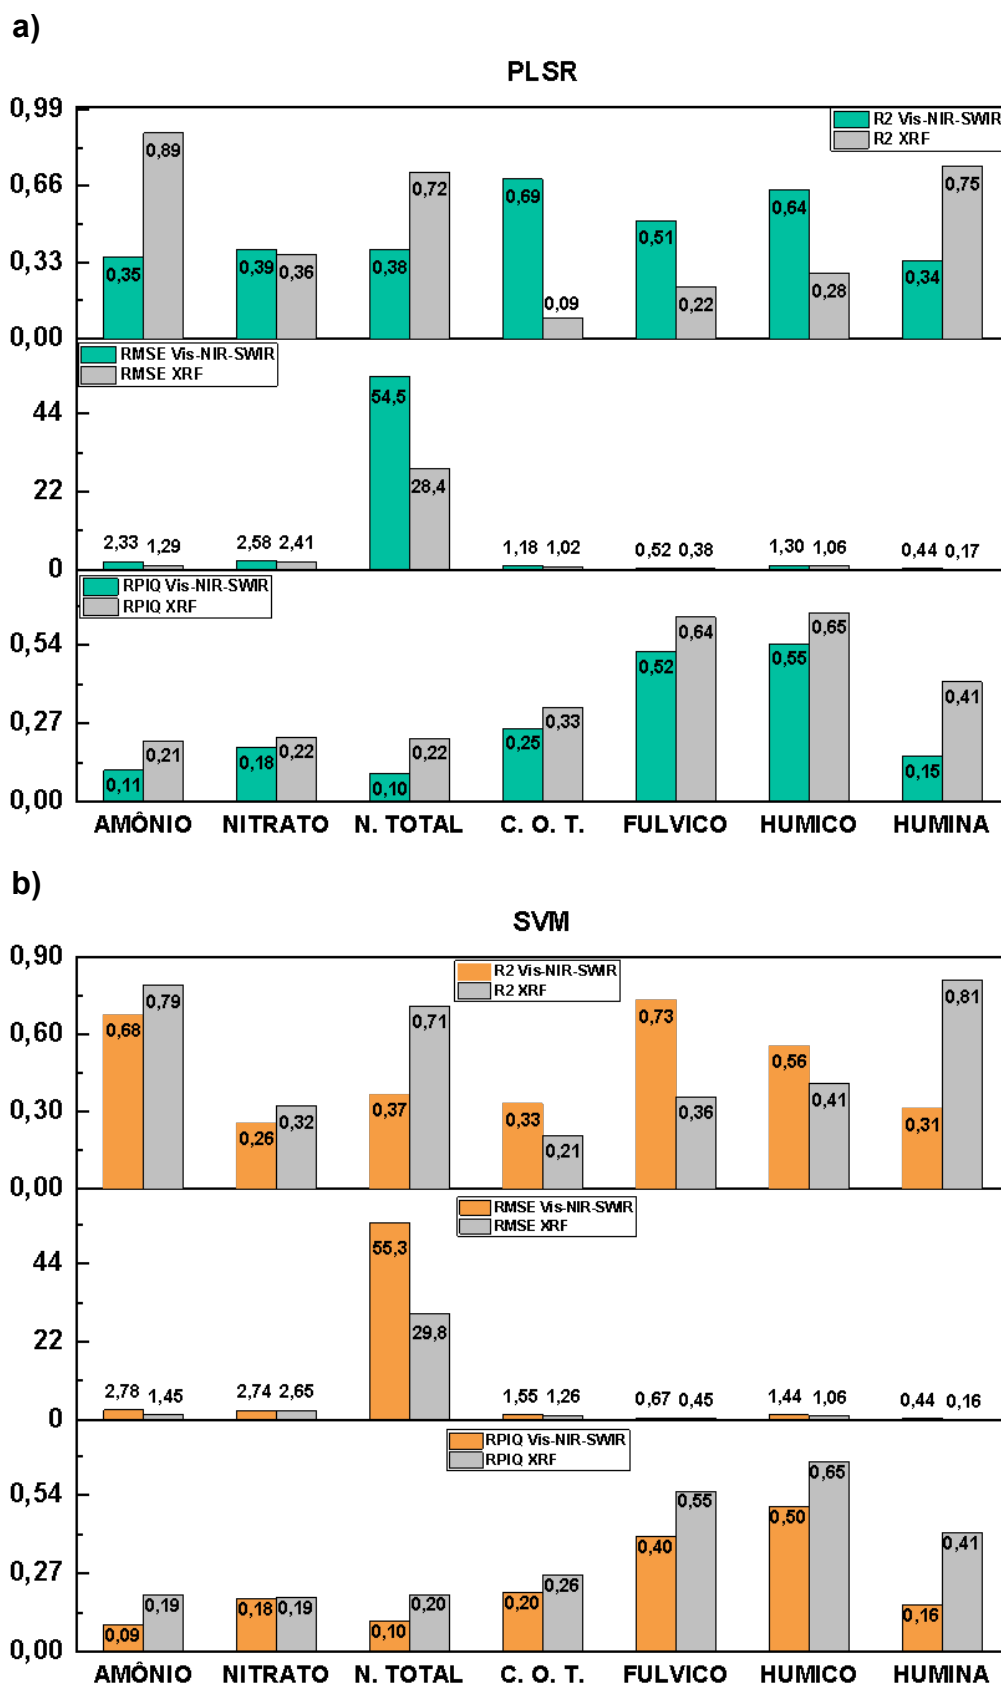 a)
PLSR
0,99
0,66
0,33
0,00
R2 Vis-NIR-SWIR
R2 XRF
0,35 0,89 0,39 0,36 0,38 0,72 0,69 0,09 0,51 0,22 0,64 0,28 0,34 0,75
RMSE Vis-NIR-SWIR
RMSE XRF
44
22
0
2,33 1,29 2,58 2,41 54,5 28,4 1,18 1,02 0,52 0,38 1,30 1,06 0,44 0,17
RPIQ Vis-NIR-SWIR
RPIQ XRF
0,54
0,27
0,00
0,11 0,21 0,18 0,22 0,10 0,22 0,25 0,33 0,52 0,64 0,55 0,65 0,15 0,41
AMÔNIO NITRATO N. TOTAL C. O. T. FULVICO HUMICO HUMINA
b)
SVM
0,90
0,60
0,30
0,00
R2 Vis-NIR-SWIR
R2 XRF
0,68 0,79 0,26 0,32 0,37 0,71 0,33 0,21 0,73 0,36 0,56 0,41 0,31 0,81
RMSE Vis-NIR-SWIR
RMSE XRF
44
22
0
2,78 1,45 2,74 2,65 55,3 29,8 1,55 1,26 0,67 0,45 1,44 1,06 0,44 0,16
RPIQ Vis-NIR-SWIR
RPIQ XRF
0,54
0,27
0,00
0,09 0,19 0,18 0,19 0,10 0,20 0,20 0,26 0,40 0,55 0,50 0,65 0,16 0,41
AMÔNIO NITRATO N. TOTAL C. O. T. FULVICO HUMICO HUMINA